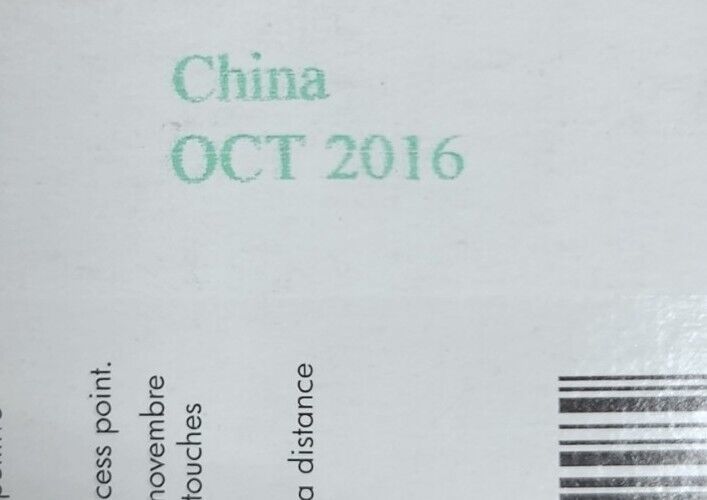 China
OCT 2016
cess point.
novembre
touches
a distance